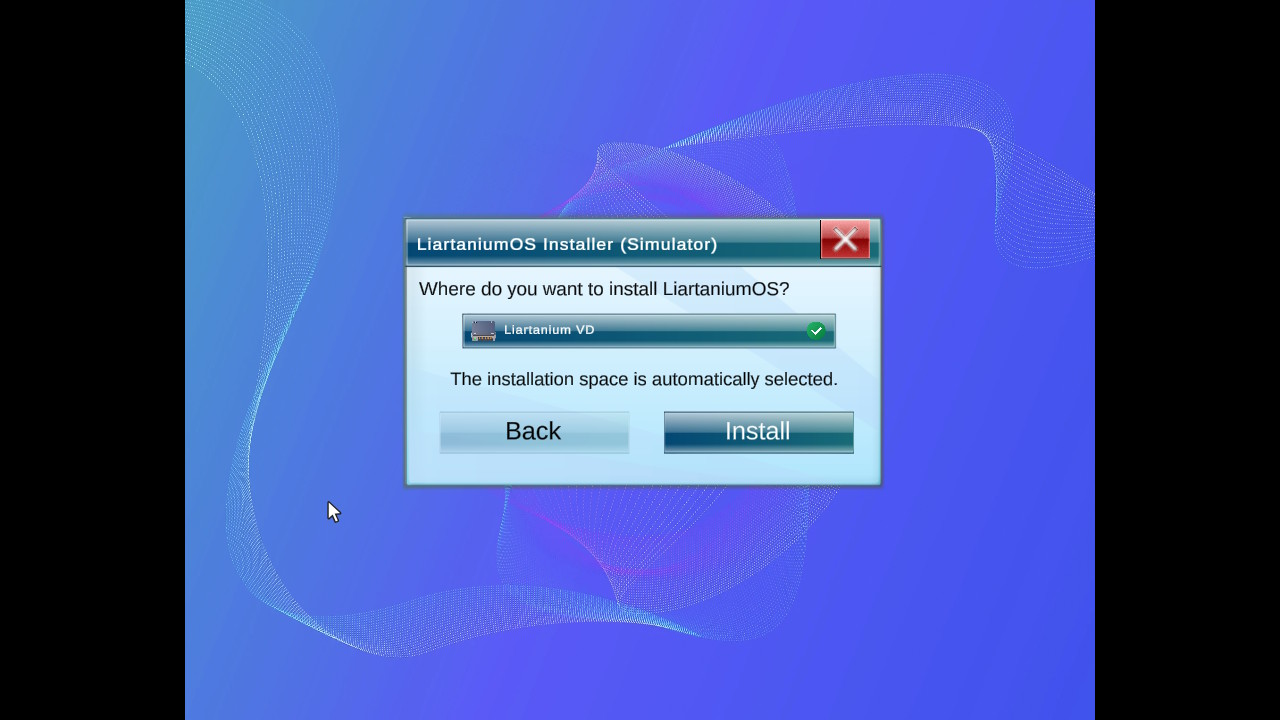 LiartaniumOS Installer (Simulator)
Where do you want to install LiartaniumOS?
Liartanium VD
The installation space is automatically selected.
Back
Install